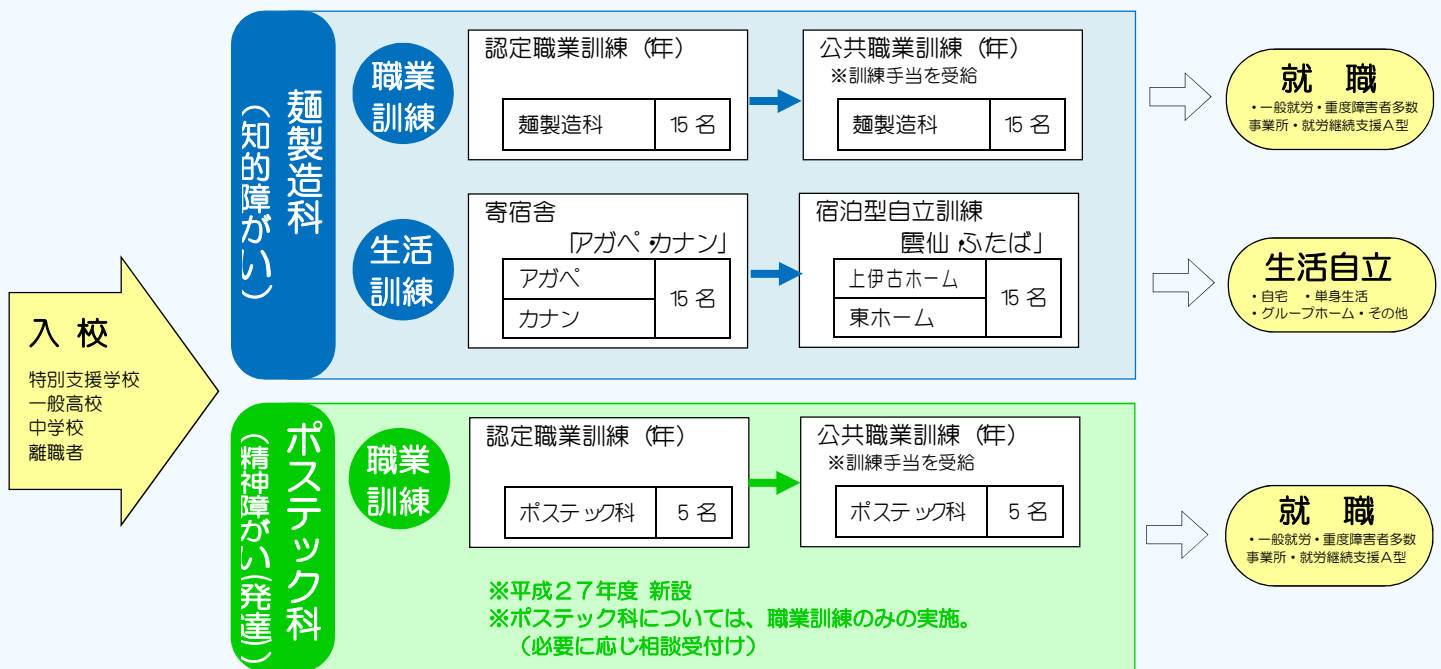 入 校
特別支援学校
一般高校
中学校
離職者
麺製造科
（知的障がい）
職業
訓練
認定職業訓練（1年）
麺製造科 15 名
公共職業訓練（1年）
※訓練手当を受給
麺製造科 15 名
就 職
・一般就労・重度障害者多数
事業所・就労継続支援A型
生活
訓練
寄宿舎
「アガペ・カナン」
アガペ
カナン
15 名
宿泊型自立訓練
「雲仙・ふたば」
上伊古ホーム
東ホーム
15 名
生活自立
・自宅 ・単身生活
・グループホーム・その他
ポステック科
（精神障がい（発達））
職業
訓練
認定職業訓練（1年）
ポステック科 5 名
公共職業訓練（1年）
※訓練手当を受給
ポステック科 5 名
就 職
・一般就労・重度障害者多数
事業所・就労継続支援A型
※平成２７年度 新設
※ポステック科については、職業訓練のみの実施。
（必要に応じ相談受付け）